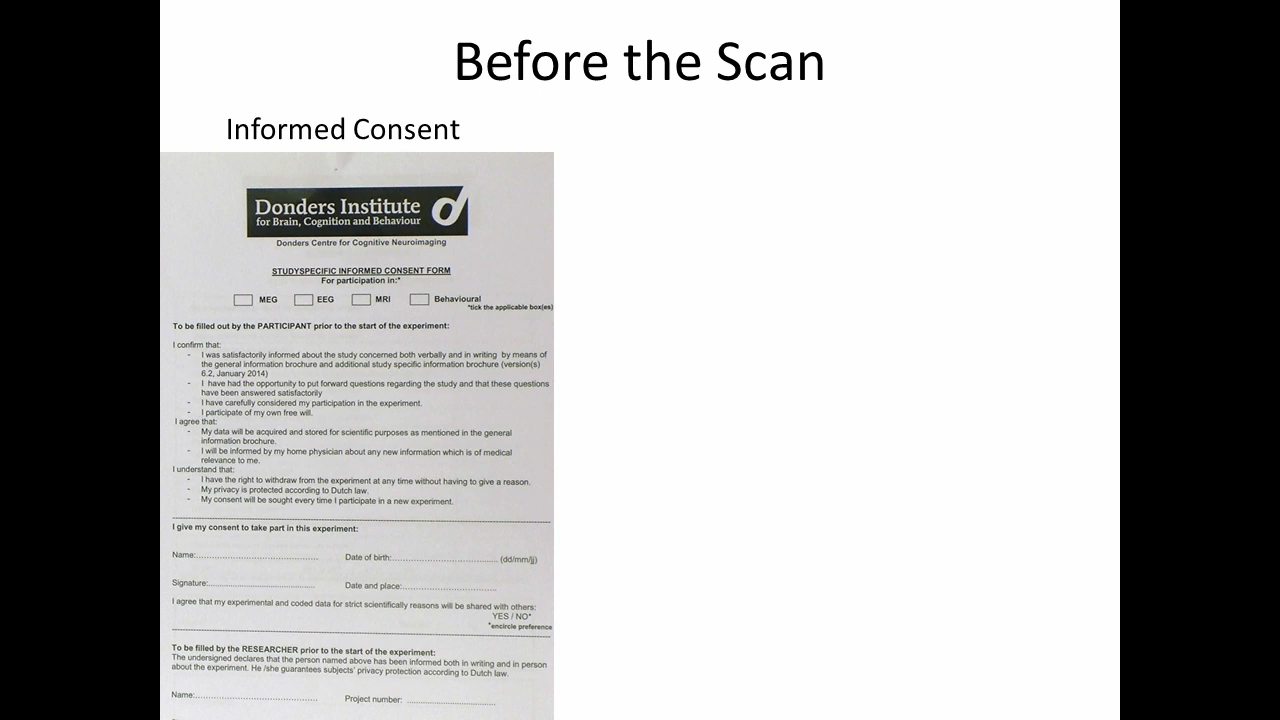 Before the Scan
Informed Consent
Donders Institute
for Brain, Cognition and Behaviour
Donders Centre for Cognitive Neuroimaging
STUDYSPECIFIC INFORMED CONSENT FORM
For participation in:*
MEG EEG MRI Behavioural
*tick the applicable box(es)
To be filled out by the PARTICIPANT prior to the start of the experiment:
I confirm that:
- I was satisfactorily informed about the study concerned both verbally and in writing by means of
the general information brochure and additional study specific information brochure (version(s)
6.2, January 2014)
- I have had the opportunity to put forward questions regarding the study and that these questions
have been answered satisfactorily
- I have carefully considered my participation in the experiment.
- I participate of my own free will.
I agree that:
- My data will be acquired and stored for scientific purposes as mentioned in the general
information brochure.
- I will be informed by my home physician about any new information which is of medical
relevance to me.
I understand that:
- I have the right to withdraw from the experiment at any time without having to give a reason.
- My privacy is protected according to Dutch law.
- My consent will be sought every time I participate in a new experiment.
I give my consent to take part in this experiment:
Name:.................................... Date of birth:................................ (dd/mm/jj)
Signature:................................ Date and place:............................
I agree that my experimental and coded data for strict scientifically reasons will be shared with others:
YES / NO*
*encircle preference
To be filled by the RESEARCHER prior to the start of the experiment:
The undersigned declares that the person named above has been informed both in writing and in person
about the experiment. He /she guarantees subjects' privacy protection according to Dutch law.
Name:.................................... Project number: ...........................